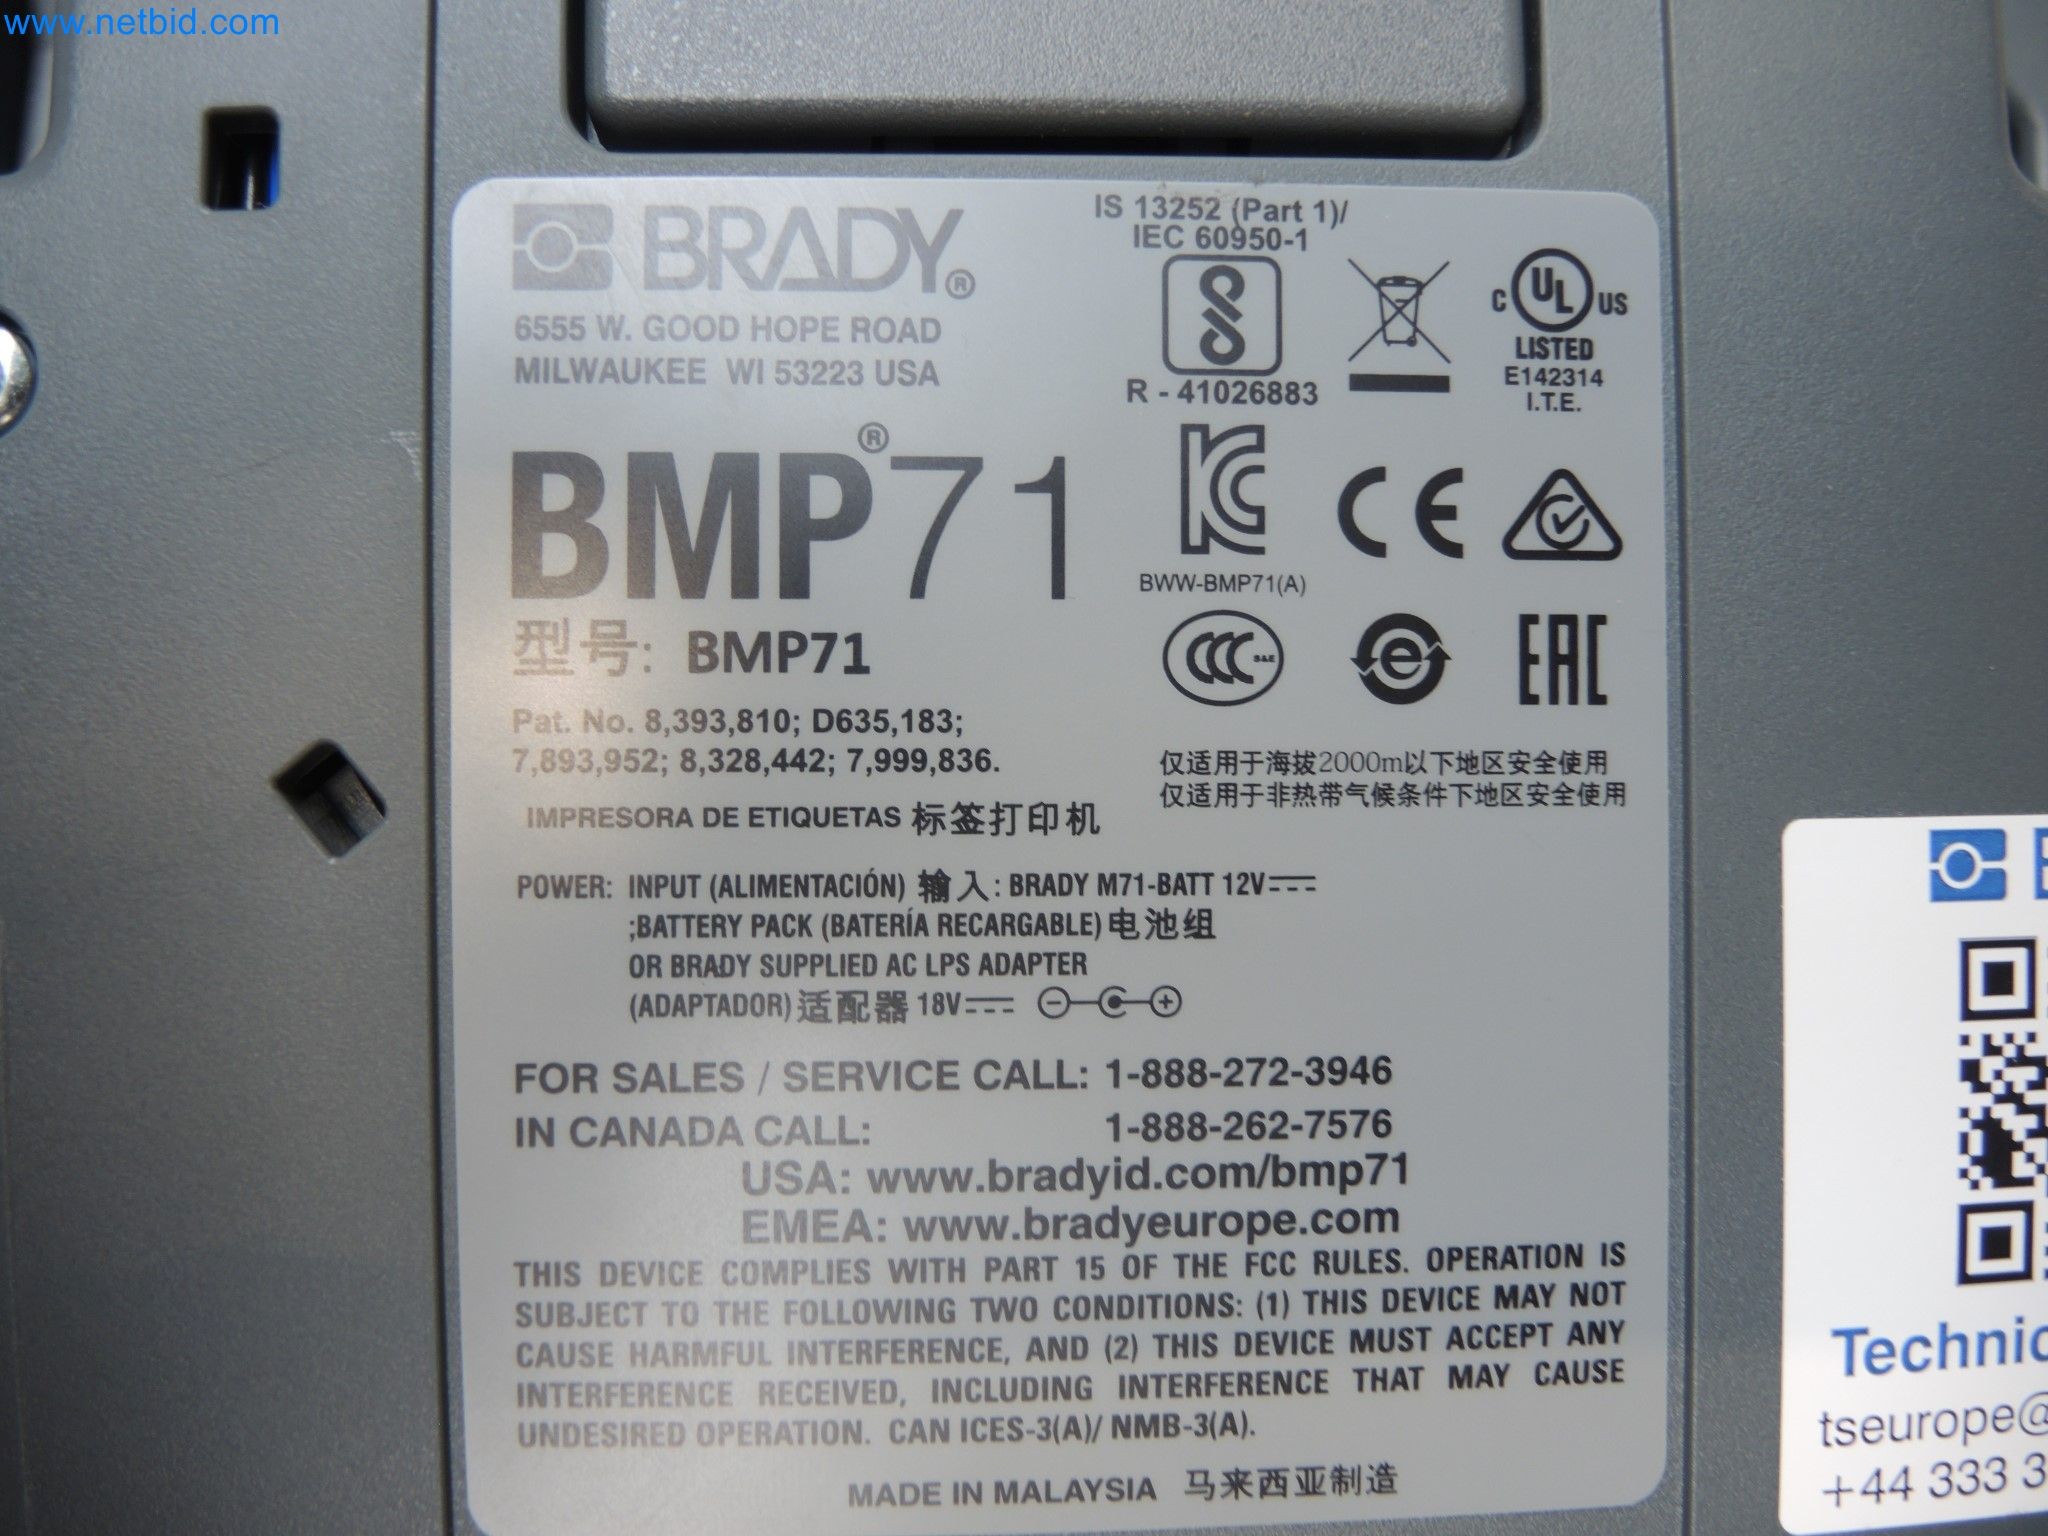 www.netbid.com
BRADY®
6555 W. GOOD HOPE ROAD
MILWAUKEE WI 53223 USA
IS 13252 (Part 1)/
IEC 60950-1
R - 41026883
C UL US
LISTED
E142314
I.T.E.
BMP®71
BWW-BMP71(A)
CE
CCC S&E
e
EAC
型号: BMP71
Pat. No. 8,393,810; D635,183;
7,893,952; 8,328,442; 7,999,836.
仅适用于海拔2000m以下地区安全使用
仅适用于非热带气候条件下地区安全使用
IMPRESORA DE ETIQUETAS 标签打印机
POWER: INPUT (ALIMENTACIÓN) 输入: BRADY M71-BATT 12V
;BATTERY PACK (BATERÍA RECARGABLE) 电池组
OR BRADY SUPPLIED AC LPS ADAPTER
(ADAPTADOR) 适配器 18V
FOR SALES / SERVICE CALL: 1-888-272-3946
IN CANADA CALL: 1-888-262-7576
USA: www.bradyid.com/bmp71
EMEA: www.bradyeurope.com
THIS DEVICE COMPLIES WITH PART 15 OF THE FCC RULES. OPERATION IS
SUBJECT TO THE FOLLOWING TWO CONDITIONS: (1) THIS DEVICE MAY NOT
CAUSE HARMFUL INTERFERENCE, AND (2) THIS DEVICE MUST ACCEPT ANY
INTERFERENCE RECEIVED, INCLUDING INTERFERENCE THAT MAY CAUSE
UNDESIRED OPERATION. CAN ICES-3(A)/ NMB-3(A).
MADE IN MALAYSIA 马来西亚制造
Technic
tseurope@
+44 333 3